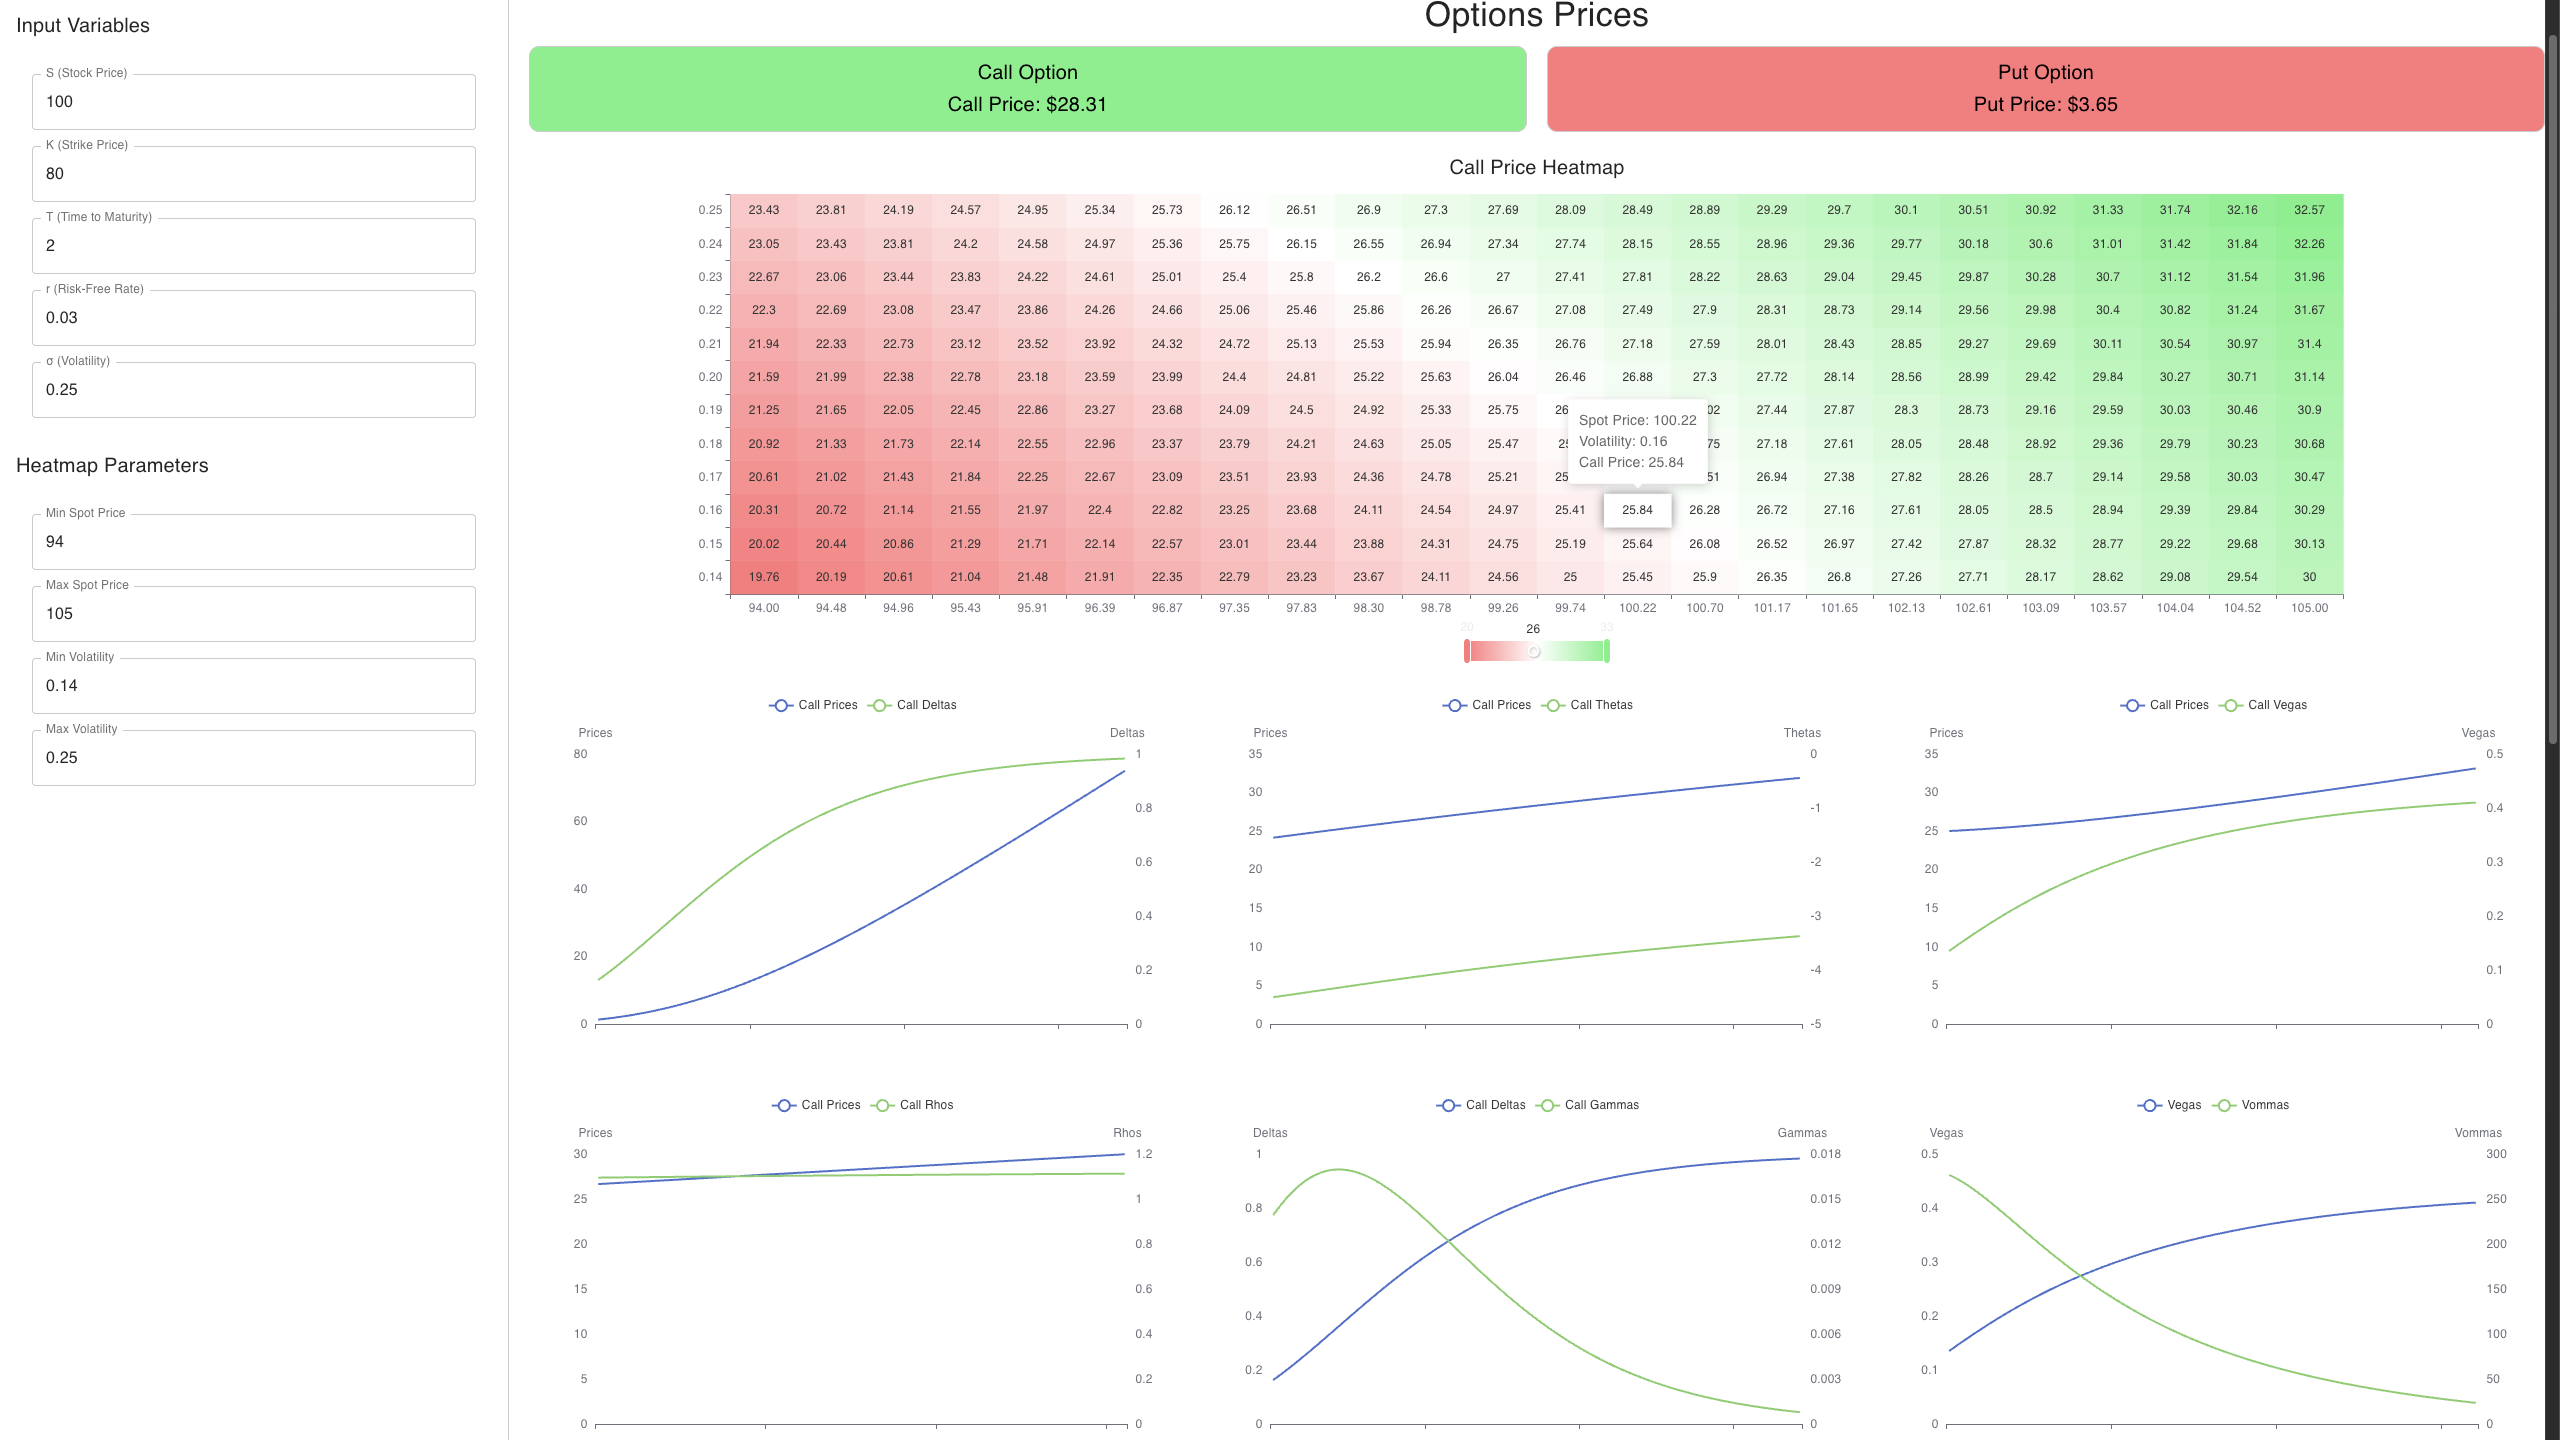 Input Variables
S (Stock Price)
100
K (Strike Price)
80
T (Time to Maturity)
2
r (Risk-Free Rate)
0.03
σ (Volatility)
0.25
Heatmap Parameters
Min Spot Price
94
Max Spot Price
105
Min Volatility
0.14
Max Volatility
0.25
Options Prices
Call Option
Call Price: $28.31
Put Option
Put Price: $3.65
Call Price Heatmap
0.25 23.43 23.81 24.19 24.57 24.95 25.34 25.73 26.12 26.51 26.9 27.3 27.69 28.09 28.49 28.89 29.29 29.7 30.1 30.51 30.92 31.33 31.74 32.16 32.57
0.24 23.05 23.43 23.81 24.2 24.58 24.97 25.36 25.75 26.15 26.55 26.94 27.34 27.74 28.15 28.55 28.96 29.36 29.77 30.18 30.6 31.01 31.42 31.84 32.26
0.23 22.67 23.06 23.44 23.83 24.22 24.61 25.01 25.4 25.8 26.2 26.6 27 27.41 27.81 28.22 28.63 29.04 29.45 29.87 30.28 30.7 31.12 31.54 31.96
0.22 22.3 22.69 23.08 23.47 23.86 24.26 24.66 25.06 25.46 25.86 26.26 26.67 27.08 27.49 27.9 28.31 28.73 29.14 29.56 29.98 30.4 30.82 31.24 31.67
0.21 21.94 22.33 22.73 23.12 23.52 23.92 24.32 24.72 25.13 25.53 25.94 26.35 26.76 27.18 27.59 28.01 28.43 28.85 29.27 29.69 30.11 30.54 30.97 31.4
0.20 21.59 21.99 22.38 22.78 23.18 23.59 23.99 24.4 24.81 25.22 25.63 26.04 26.46 26.88 27.3 27.72 28.14 28.56 28.99 29.42 29.84 30.27 30.71 31.14
0.19 21.25 21.65 22.05 22.45 22.86 23.27 23.68 24.09 24.5 24.92 25.33 25.75 27.44 27.87 28.3 28.73 29.16 29.59 30.03 30.46 30.9
0.18 20.92 21.33 21.73 22.14 22.55 22.96 23.37 23.79 24.21 24.63 25.05 25.47 27.18 27.61 28.05 28.48 28.92 29.36 29.79 30.23 30.68
0.17 20.61 21.02 21.43 21.84 22.25 22.67 23.09 23.51 23.93 24.36 24.78 25.21 26.94 27.38 27.82 28.26 28.7 29.14 29.58 30.03 30.47
Spot Price: 100.22
Volatility: 0.16
Call Price: 25.84
0.16 20.31 20.72 21.14 21.55 21.97 22.4 22.82 23.25 23.68 24.11 24.54 24.97 25.41 25.84 26.28 26.72 27.16 27.61 28.05 28.5 28.94 29.39 29.84 30.29
0.15 20.02 20.44 20.86 21.29 21.71 22.14 22.57 23.01 23.44 23.88 24.31 24.75 25.19 25.64 26.08 26.52 26.97 27.42 27.87 28.32 28.77 29.22 29.68 30.13
0.14 19.76 20.19 20.61 21.04 21.48 21.91 22.35 22.79 23.23 23.67 24.11 24.56 25 25.45 25.9 26.35 26.8 27.26 27.71 28.17 28.62 29.08 29.54 30
94.00 94.48 94.96 95.43 95.91 96.39 96.87 97.35 97.83 98.30 98.78 99.26 99.74 100.22 100.70 101.17 101.65 102.13 102.61 103.09 103.57 104.04 104.52 105.00
20 26 33
Call Prices Call Deltas
Prices Deltas
80 1
0.8
60
0.6
40
0.4
20
0.2
0 0
Call Prices Call Thetas
Prices Thetas
35 0
30
-1
25
-2
20
15
-3
10
-4
5
0 -5
Call Prices Call Vegas
Prices Vegas
35 0.5
30
0.4
25
0.3
20
15
0.2
10
0.1
5
0 0
Call Prices Call Rhos
Prices Rhos
30 1.2
25 1
20 0.8
15 0.6
10 0.4
5 0.2
0 0
Call Deltas Call Gammas
Deltas Gammas
1 0.018
0.015
0.8
0.012
0.6
0.009
0.4
0.006
0.2
0.003
0 0
Vegas Vommas
Vegas Vommas
0.5 300
250
0.4
200
0.3
150
0.2
100
0.1
50
0 0